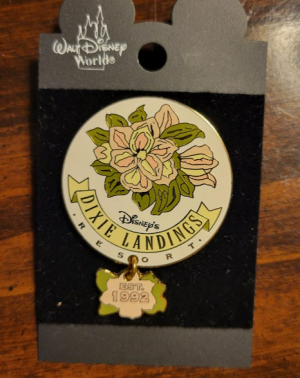 Walt Disney
World®
Disney's
DIXIE LANDINGS
RESORT
EST.
1992